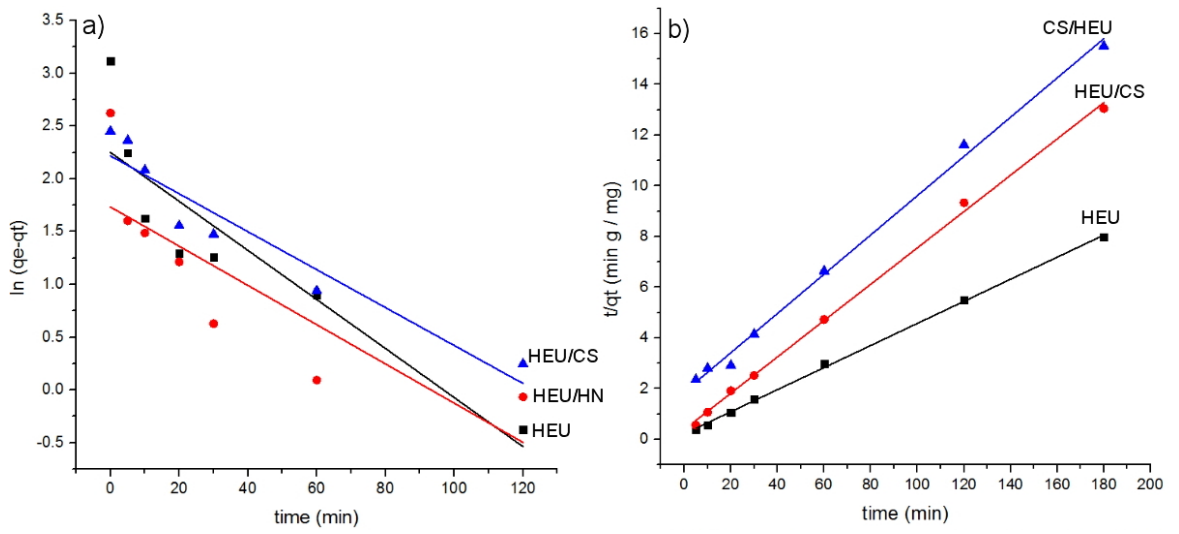 a)
ln (qe-qt)
3.5
3.0
2.5
2.0
1.5
1.0
0.5
0.0
-0.5
HEU/CS
HEU/HN
HEU
0 20 40 60 80 100 120
time (min)
b)
t/qt (min g / mg)
16
14
12
10
8
6
4
2
0
CS/HEU
HEU/CS
HEU
0 20 40 60 80 100 120 140 160 180 200
time (min)